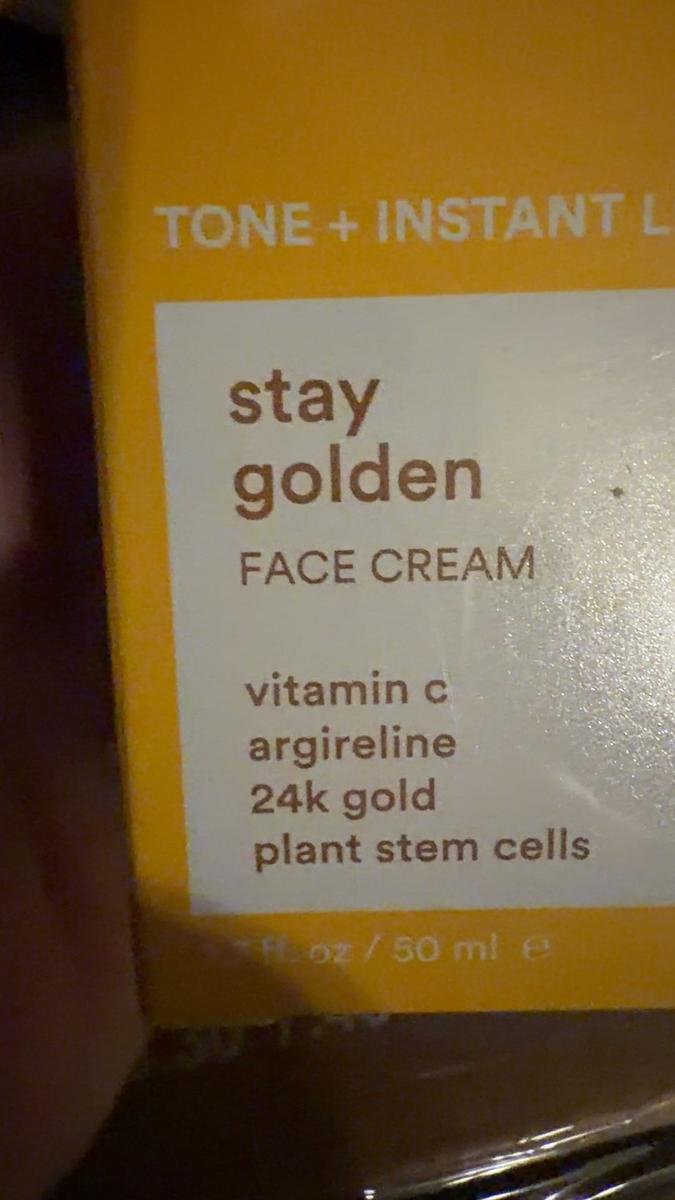 TONE + INSTANT L
stay
golden
FACE CREAM
vitamin c
argireline
24k gold
plant stem cells
fl. oz / 50 ml e